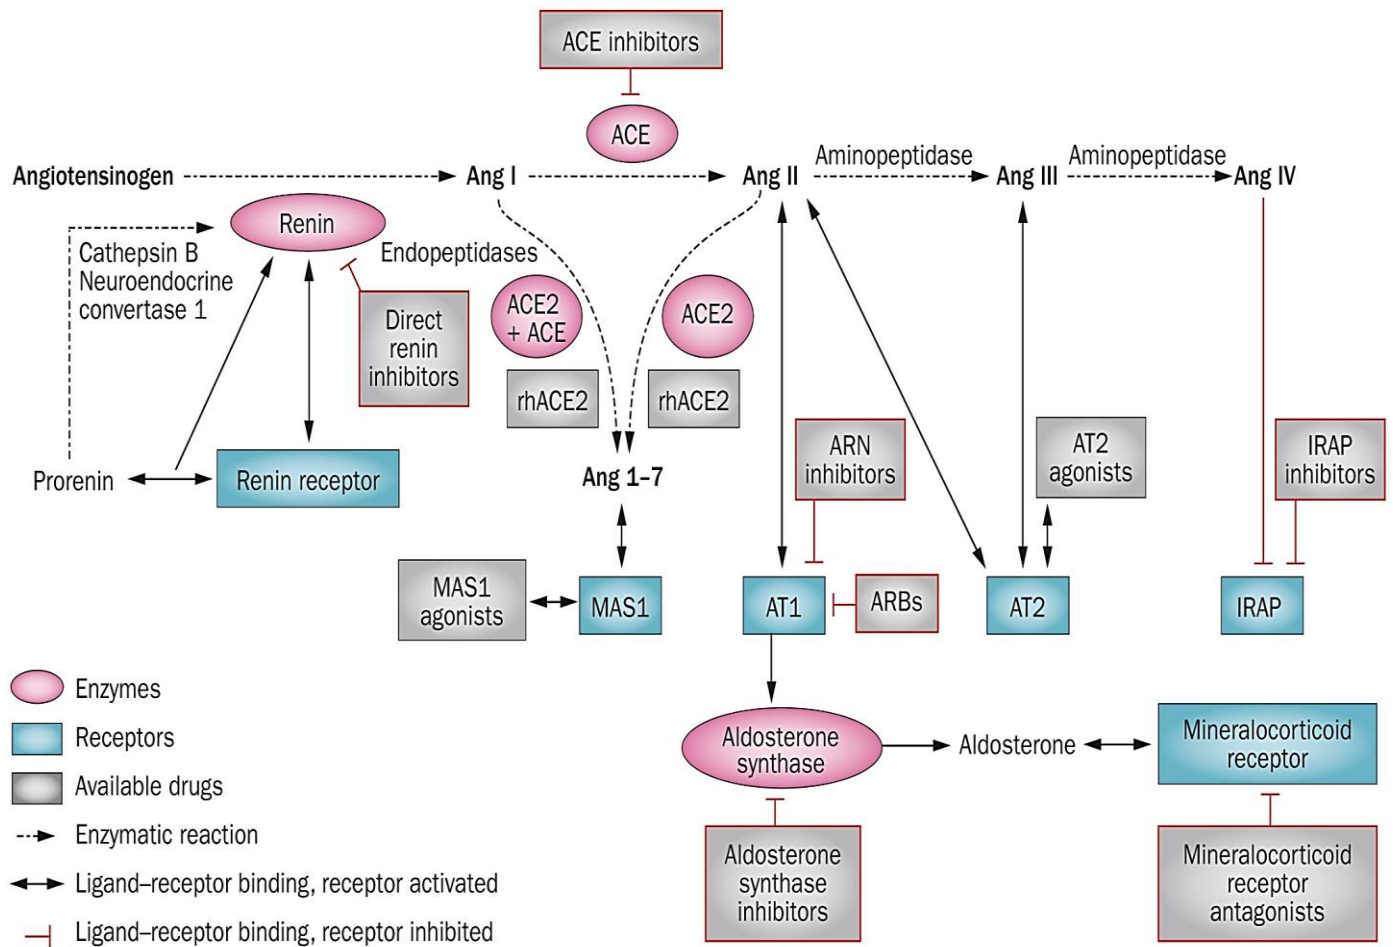 ACE inhibitors
ACE
Angiotensinogen
Ang I
Ang II
Aminopeptidase
Ang III
Aminopeptidase
Ang IV
Renin
Cathepsin B
Neuroendocrine
convertase 1
Endopeptidases
Direct
renin
inhibitors
ACE2
+ ACE
ACE2
rhACE2
rhACE2
Prorenin
Renin receptor
Ang 1–7
ARN
inhibitors
AT2
agonists
IRAP
inhibitors
MAS1
agonists
MAS1
AT1
ARBs
AT2
IRAP
Enzymes
Receptors
Available drugs
Enzymatic reaction
Ligand–receptor binding, receptor activated
Ligand–receptor binding, receptor inhibited
Aldosterone
synthase
Aldosterone
Mineralocorticoid
receptor
Aldosterone
synthase
inhibitors
Mineralocorticoid
receptor
antagonists